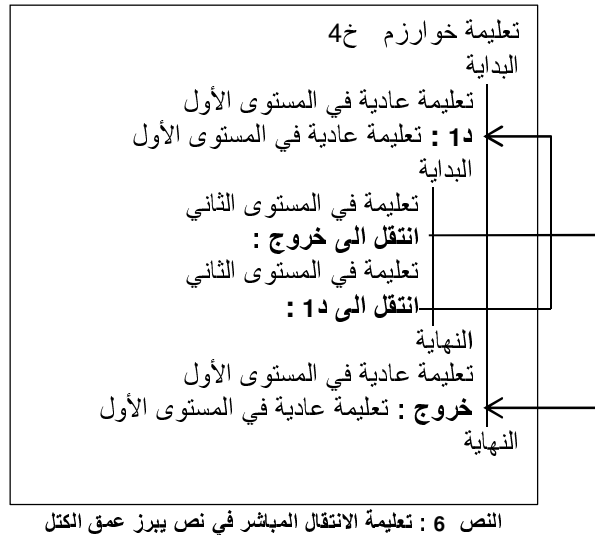 تعليمة خوارزم خ4
البداية
تعليمة عادية في المستوى الأول
د1 : تعليمة عادية في المستوى الأول
البداية
تعليمة في المستوى الثاني
انتقل الى خروج :
تعليمة في المستوى الثاني
انتقل الى د1 :
النهاية
تعليمة عادية في المستوى الأول
خروج : تعليمة عادية في المستوى الأول
النهاية
النص 6 : تعليمة الانتقال المباشر في نص يبرز عمق الكتل